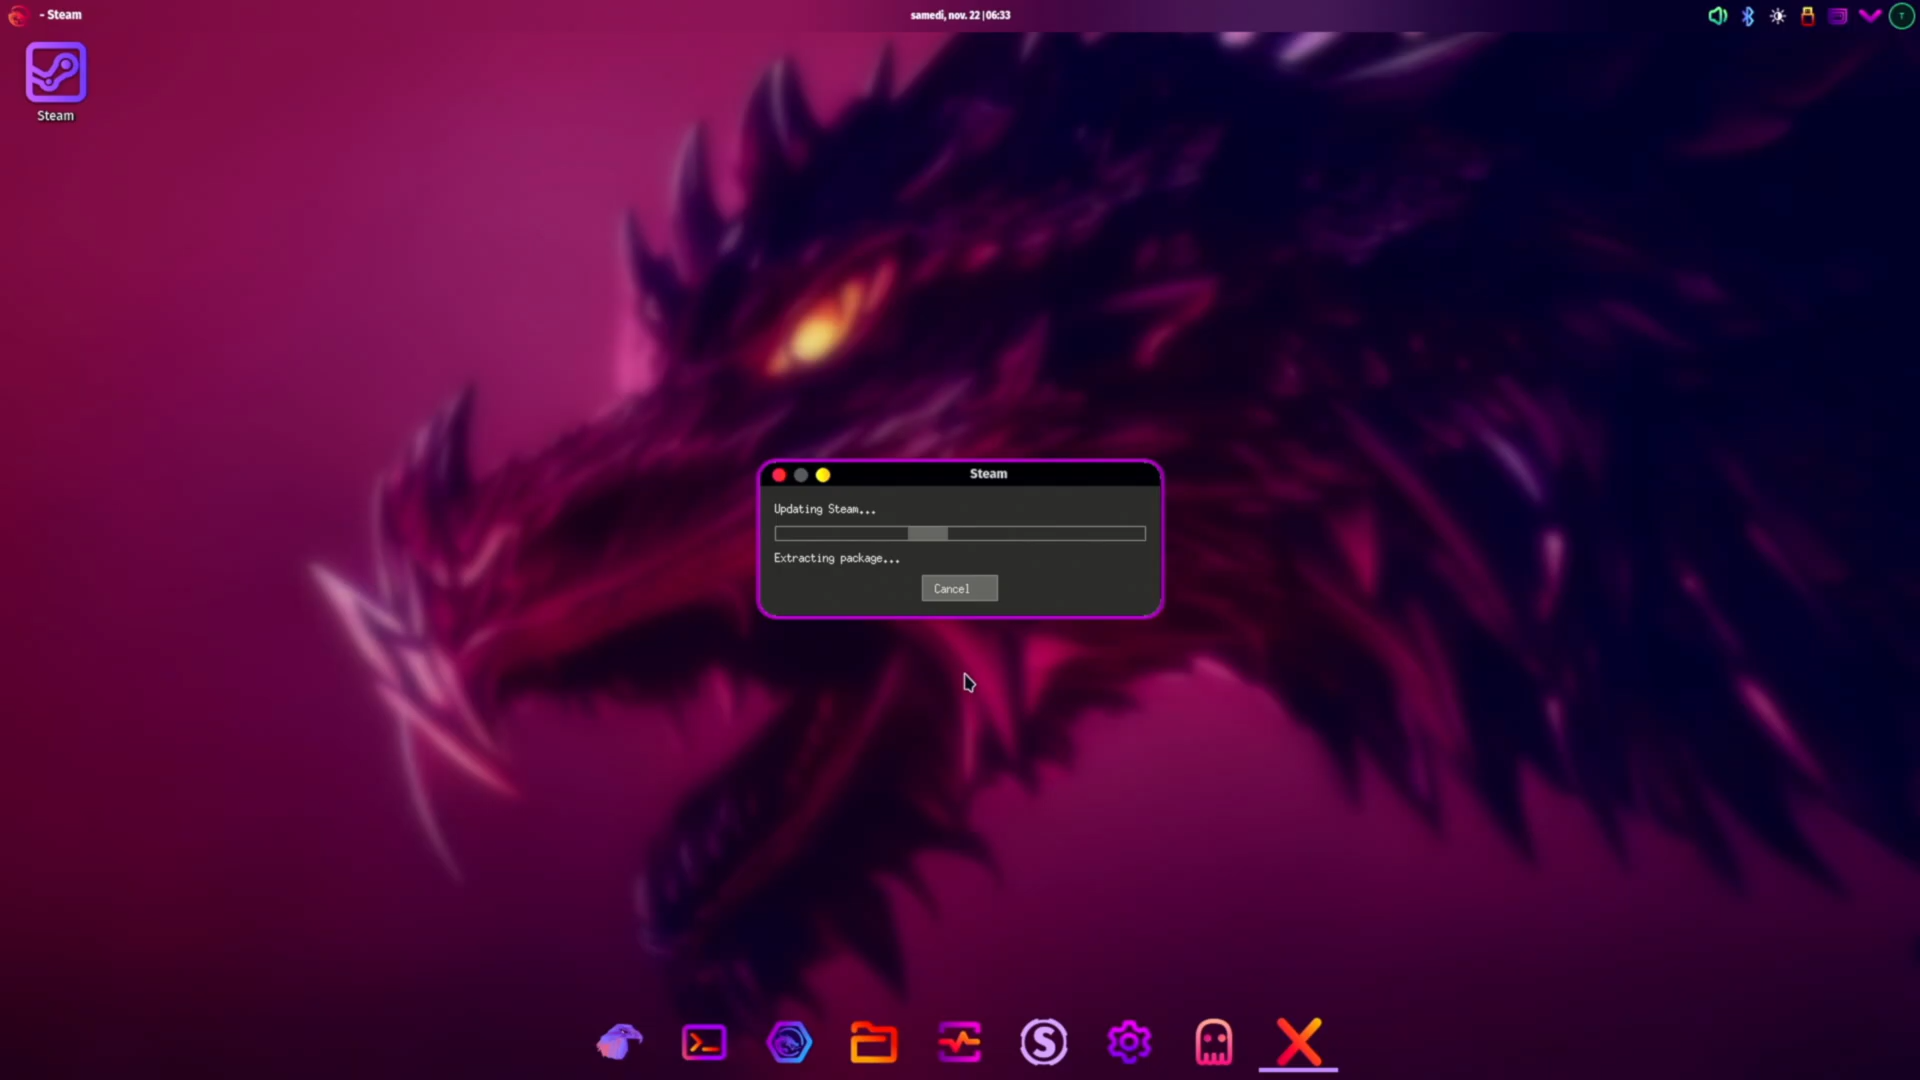 - Steam
samedi, nov. 22 | 06:33
T
Steam
Steam
Updating Steam...
Extracting package...
Cancel